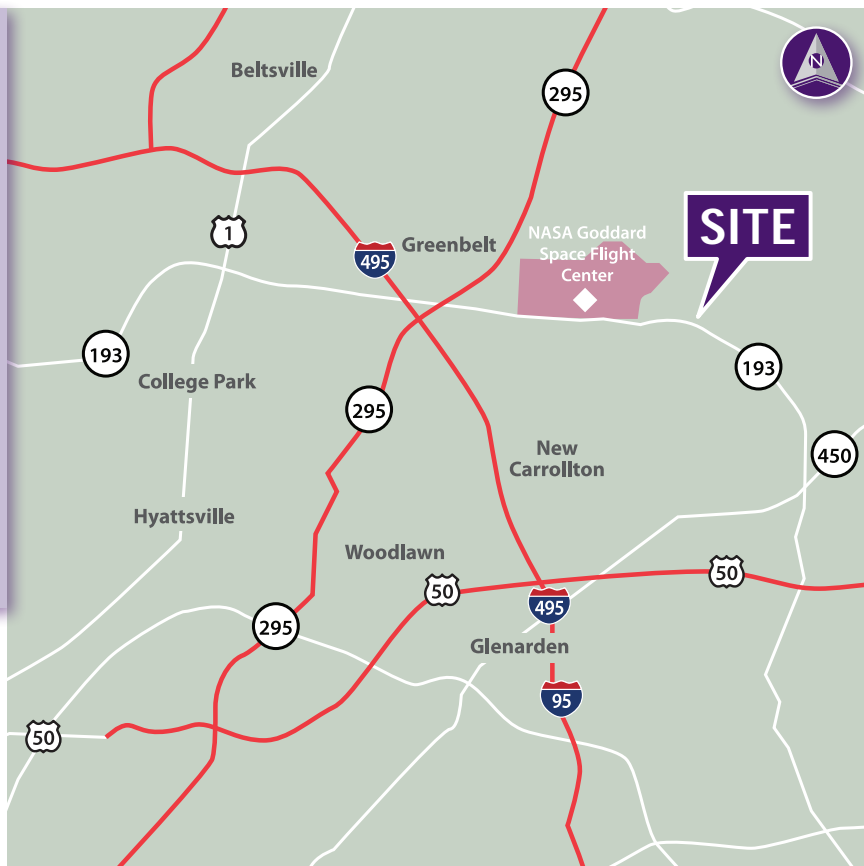 Beltsville
295
N
1
NASA Goddard
Space Flight
Center
SITE
Greenbelt
495
193
193
College Park
295
450
New
Carrollton
Hyattsville
Woodlawn
50
50
495
295
Glenarden
95
50